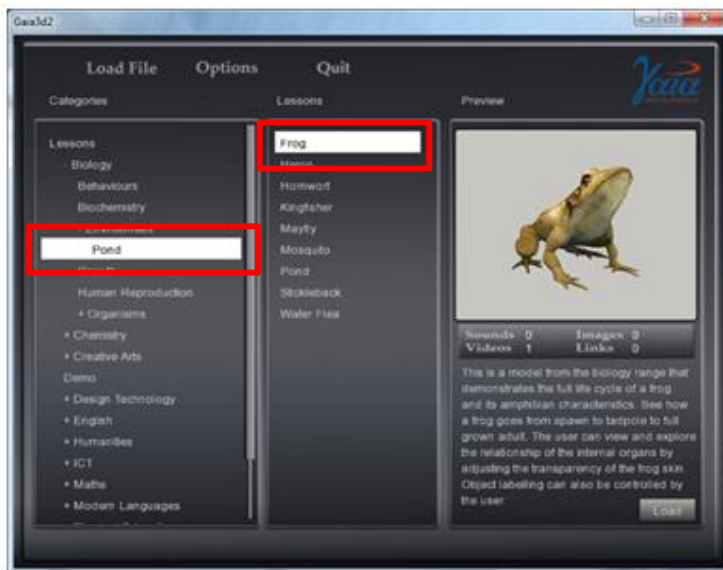 Gaia3d2
Load File Options Quit
gaia
Categories
Lessons
Preview
Lessons
- Biology
Behaviours
Biochemistry
- Environments
Pond
Human Reproduction
+ Organisms
+ Chemistry
+ Creative Arts
Demo
+ Design Technology
+ English
+ Humanities
+ ICT
+ Maths
+ Modern Languages
Frog
Heron
Hornwort
Kingfisher
Mayfly
Mosquito
Pond
Stickleback
Water Flea
Sounds 0 Images 0
Videos 1 Links 0
This is a model from the biology range that
demonstrates the full life cycle of a frog
and its amphibian characteristics. See how
a frog goes from spawn to tadpole to full
grown adult. The user can view and explore
the relationship of the internal organs by
adjusting the transparency of the frog skin.
Object labelling can also be controlled by
the user.
Load